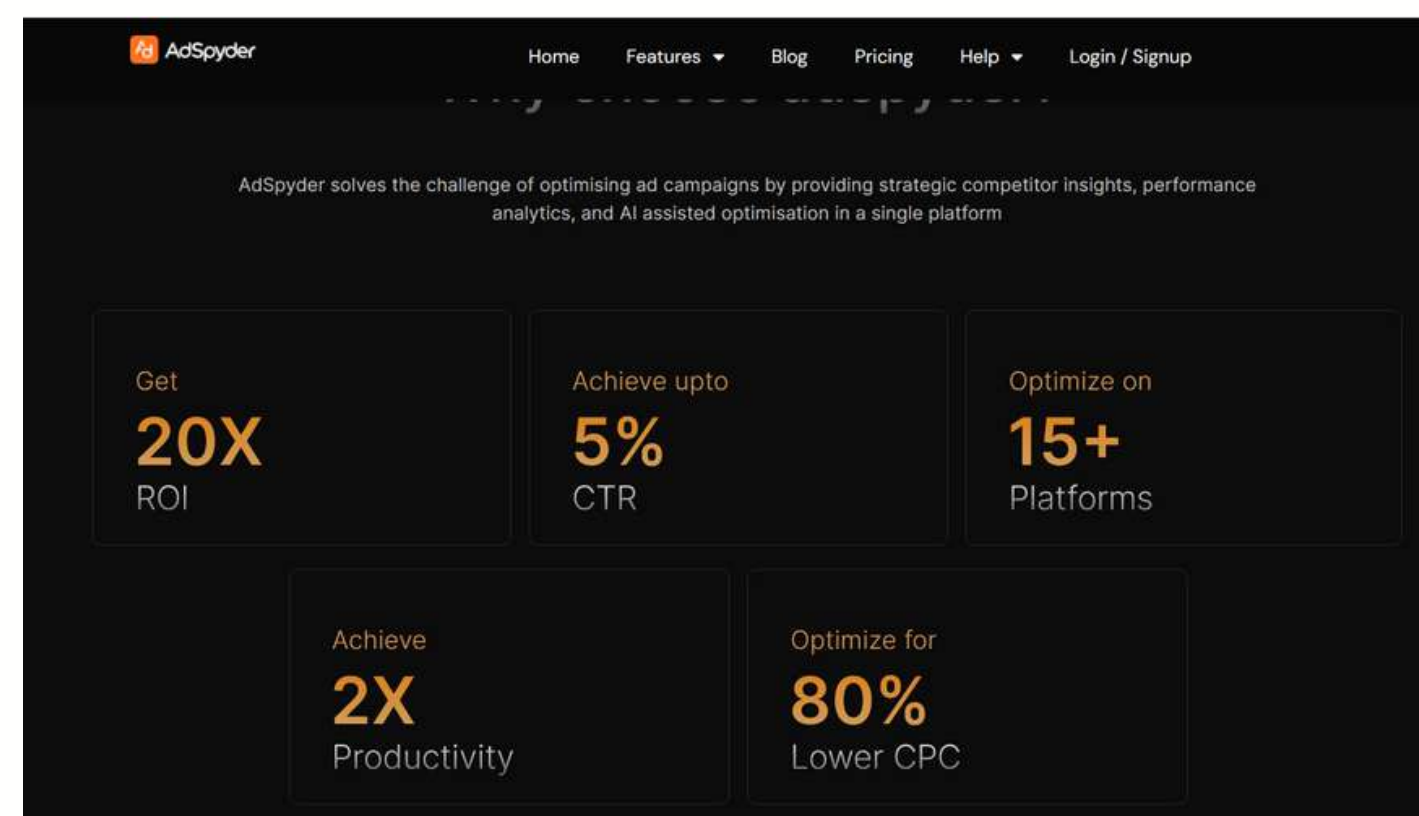 AdSpyder
Home Features Blog Pricing Help Login / Signup
AdSpyder solves the challenge of optimising ad campaigns by providing strategic competitor insights, performance
analytics, and AI assisted optimisation in a single platform
Get
20X
ROI
Achieve upto
5%
CTR
Optimize on
15+
Platforms
Achieve
2X
Productivity
Optimize for
80%
Lower CPC